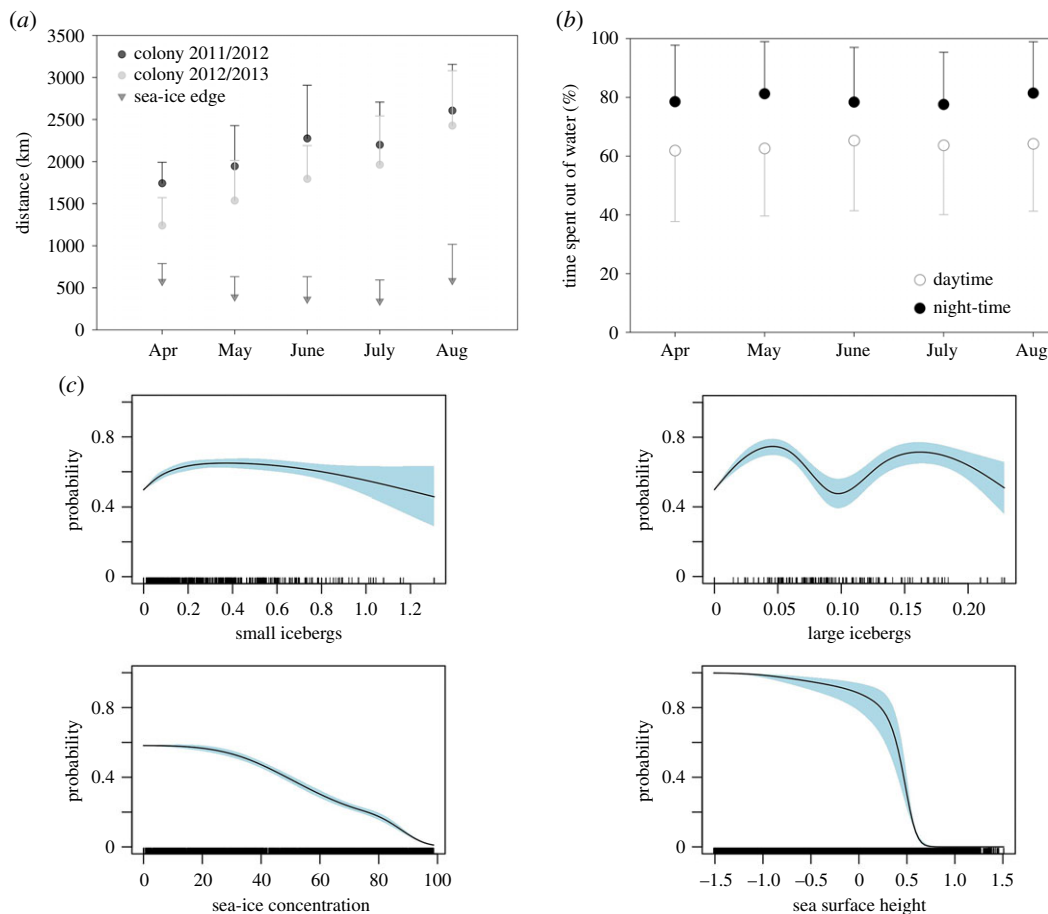 (a)
3500
3000
2500
2000
1500
1000
500
0
distance (km)
colony 2011/2012
colony 2012/2013
sea-ice edge
Apr May June July Aug
(b)
100
80
60
40
20
0
time spent out of water (%)
daytime
night-time
Apr May June July Aug
(c)
0.8
0.4
0
probability
0 0.2 0.4 0.6 0.8 1.0 1.2
small icebergs
0.8
0.4
0
probability
0 0.05 0.10 0.15 0.20
large icebergs
0.8
0.4
0
probability
0 20 40 60 80 100
sea-ice concentration
0.8
0.4
0
probability
–1.5 –1.0 –0.5 0 0.5 1.0 1.5
sea surface height